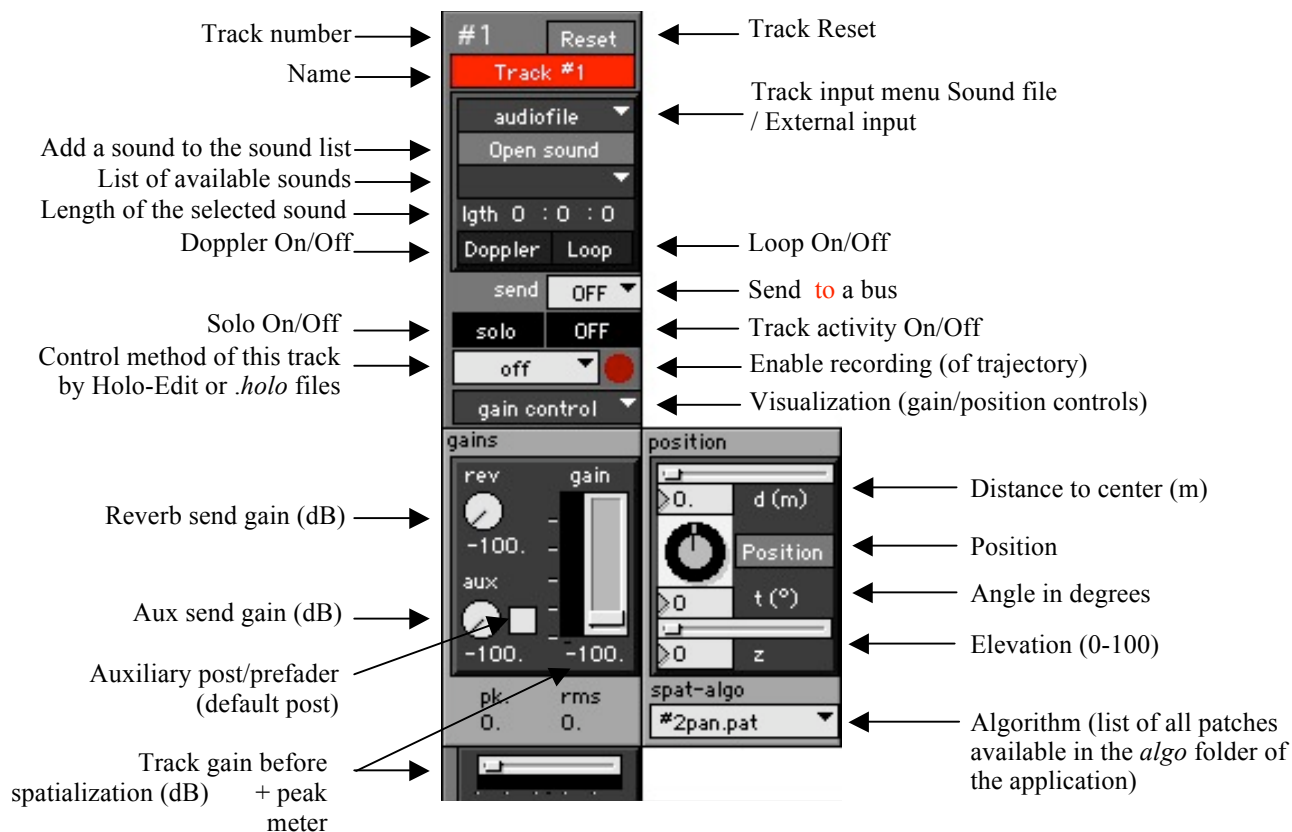 Track number
#1
Reset
Track Reset
Name
Track #1
audiofile
Track input menu Sound file
/ External input
Add a sound to the sound list
Open sound
List of available sounds
Length of the selected sound
lgth 0 : 0 : 0
Doppler On/Off
Doppler
Loop
Loop On/Off
send
OFF
Send to a bus
Solo On/Off
solo
OFF
Track activity On/Off
Control method of this track
by Holo-Edit or .holo files
off
Enable recording (of trajectory)
gain control
Visualization (gain/position controls)
gains
rev
gain
Reverb send gain (dB)
-100.
aux
Aux send gain (dB)
-100.
-100.
Auxiliary post/prefader
(default post)
pk.
rms
0.
0.
Track gain before
spatialization (dB) + peak
meter
position
0.
d (m)
Distance to center (m)
Position
Position
0
t (°)
Angle in degrees
Elevation (0-100)
0
z
spat-algo
#2pan.pat
Algorithm (list of all patches
available in the algo folder of
the application)